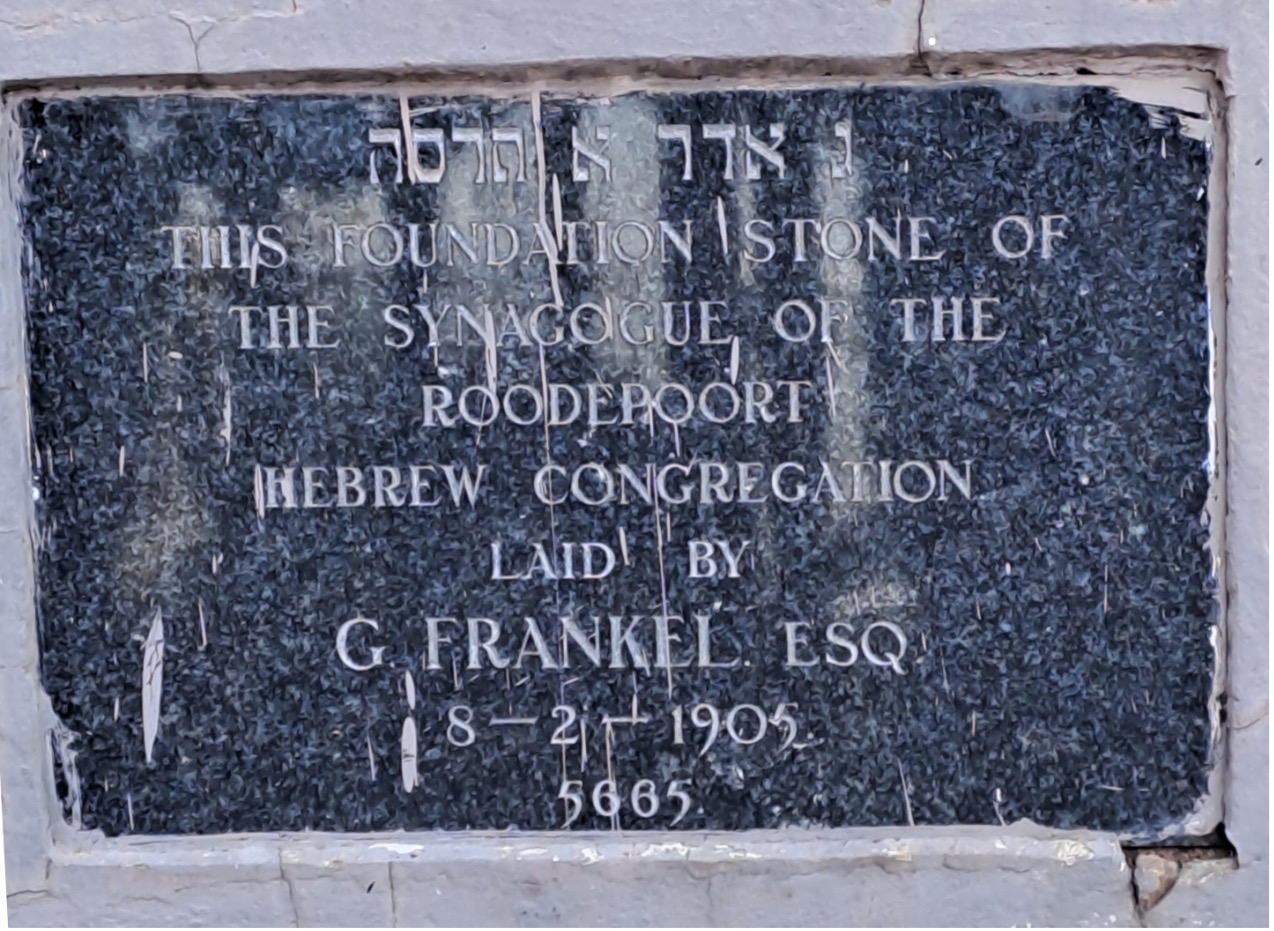 ג אדר א תרסה
THIS FOUNDATION STONE OF
THE SYNAGOGUE OF THE
ROODEPOORT
HEBREW CONGREGATION
LAID BY
G. FRANKEL. ESQ.
8 — 2 — 1905.
5665.